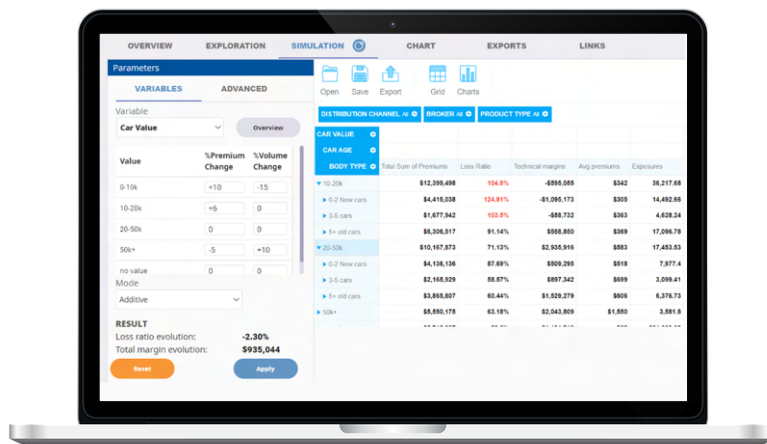 OVERVIEW EXPLORATION SIMULATION CHART EXPORTS LINKS
Parameters
VARIABLES ADVANCED
Variable
Car Value Overview
Value %Premium Change %Volume Change
0-10k +10 -15
10-20k +6 0
20-50k 0 0
50k+ -5 +10
no value 0 0
Mode
Additive
RESULT
Loss ratio evolution: -2.30%
Total margin evolution: $935,044
Reset Apply
Open Save Export Grid Charts
DISTRIBUTION CHANNEL All BROKER All PRODUCT TYPE All
CAR VALUE
CAR AGE
BODY TYPE Total Sum of Premiums Loss Ratio Technical margins Avg premiums Exposures
10-20k $12,399,498 104.8% -$595,088 $342 36,217.68
0-2 New cars $4,415,038 124.81% -$1,095,173 $305 14,492.66
3-5 cars $1,677,942 103.5% -$58,732 $363 4,628.24
5+ old cars $6,306,517 91.14% $558,850 $369 17,096.78
20-50k $10,167,873 71.13% $2,935,916 $583 17,453.53
0-2 New cars $4,136,136 87.69% $509,295 $518 7,977.4
3-5 cars $2,165,929 58.57% $897,342 $699 3,099.41
5+ old cars $3,865,807 60.44% $1,529,279 $606 6,376.73
50k+ $5,550,175 63.18% $2,043,809 $1,550 3,581.8